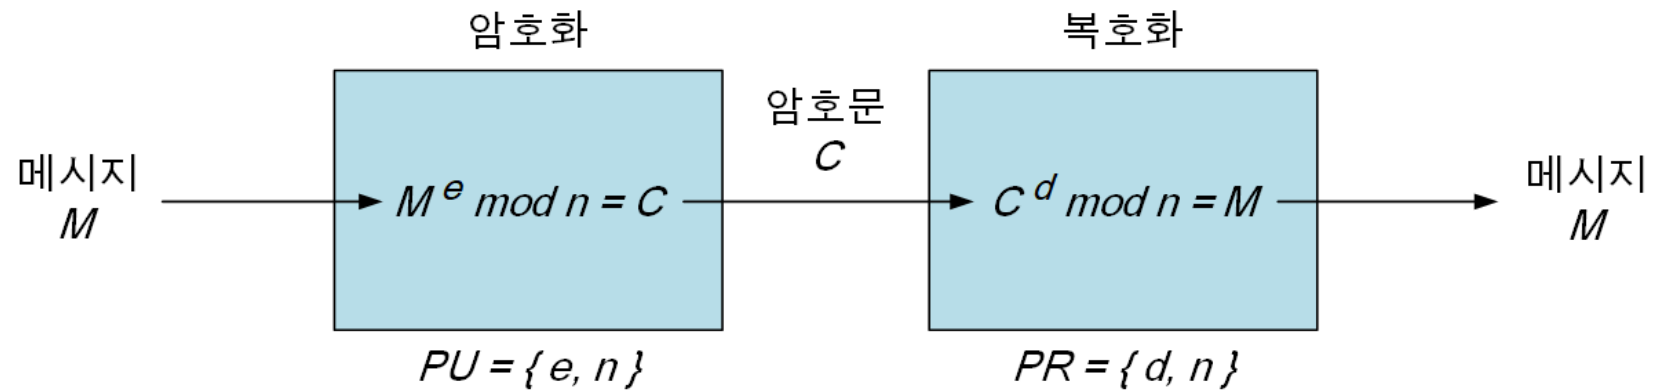 암호화
복호화
메시지
M
M^e mod n = C
암호문
C
C^d mod n = M
메시지
M
PU = { e, n }
PR = { d, n }